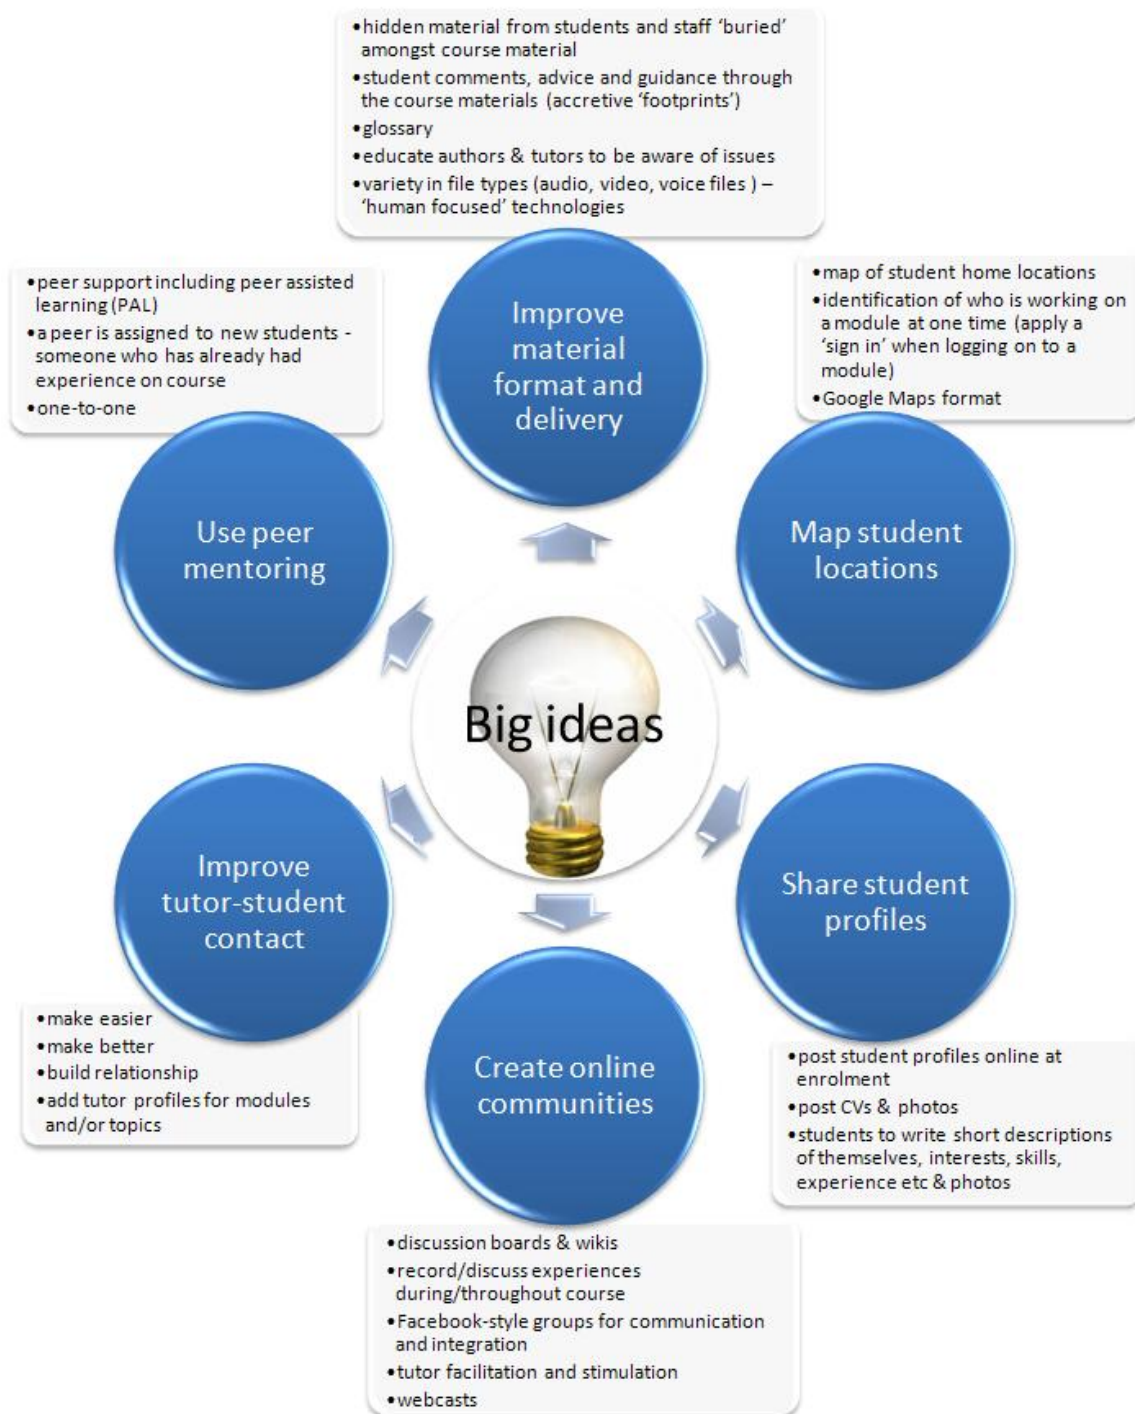 •hidden material from students and staff ‘buried’
amongst course material
•student comments, advice and guidance through
the course materials (accretive ‘footprints’)
•glossary
•educate authors & tutors to be aware of issues
•variety in file types (audio, video, voice files ) –
‘human focused’ technologies
Improve
material
format and
delivery
•map of student home locations
•identification of who is working on
a module at one time (apply a
‘sign in’ when logging on to a
module)
•Google Maps format
Map student
locations
Share student
profiles
•post student profiles online at
enrolment
•post CVs & photos
•students to write short descriptions
of themselves, interests, skills,
experience etc & photos
Create online
communities
•discussion boards & wikis
•record/discuss experiences
during/throughout course
•Facebook-style groups for communication
and integration
•tutor facilitation and stimulation
•webcasts
Improve
tutor-student
contact
•make easier
•make better
•build relationship
•add tutor profiles for modules
and/or topics
•peer support including peer assisted
learning (PAL)
•a peer is assigned to new students -
someone who has already had
experience on course
•one-to-one
Use peer
mentoring
Big ideas